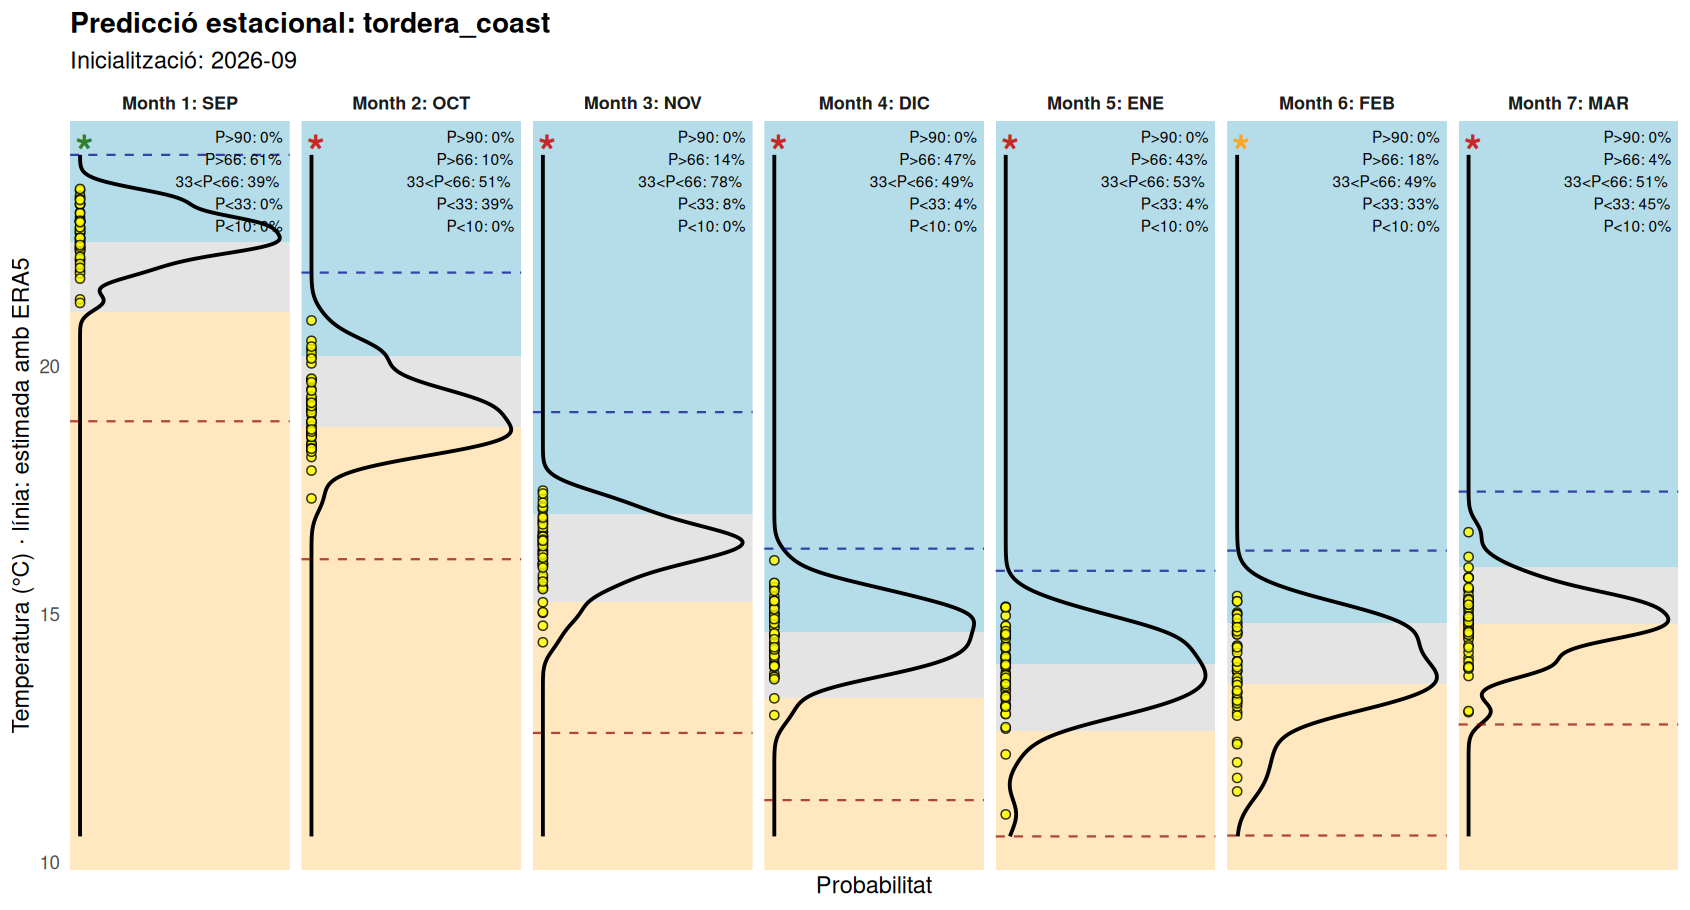 Predicció estacional: tordera_coast
Inicialització: 2026-09
Month 1: SEP
Month 2: OCT
Month 3: NOV
Month 4: DIC
Month 5: ENE
Month 6: FEB
Month 7: MAR
*
P>90: 0%
P>66: 61%
33<P<66: 39%
P<33: 0%
P<10: 0%
*
P>90: 0%
P>66: 10%
33<P<66: 51%
P<33: 39%
P<10: 0%
*
P>90: 0%
P>66: 14%
33<P<66: 78%
P<33: 8%
P<10: 0%
*
P>90: 0%
P>66: 47%
33<P<66: 49%
P<33: 4%
P<10: 0%
*
P>90: 0%
P>66: 43%
33<P<66: 53%
P<33: 4%
P<10: 0%
*
P>90: 0%
P>66: 18%
33<P<66: 49%
P<33: 33%
P<10: 0%
*
P>90: 0%
P>66: 4%
33<P<66: 51%
P<33: 45%
P<10: 0%
Temperatura (°C) · línia: estimada amb ERA5
20
15
10
Probabilitat